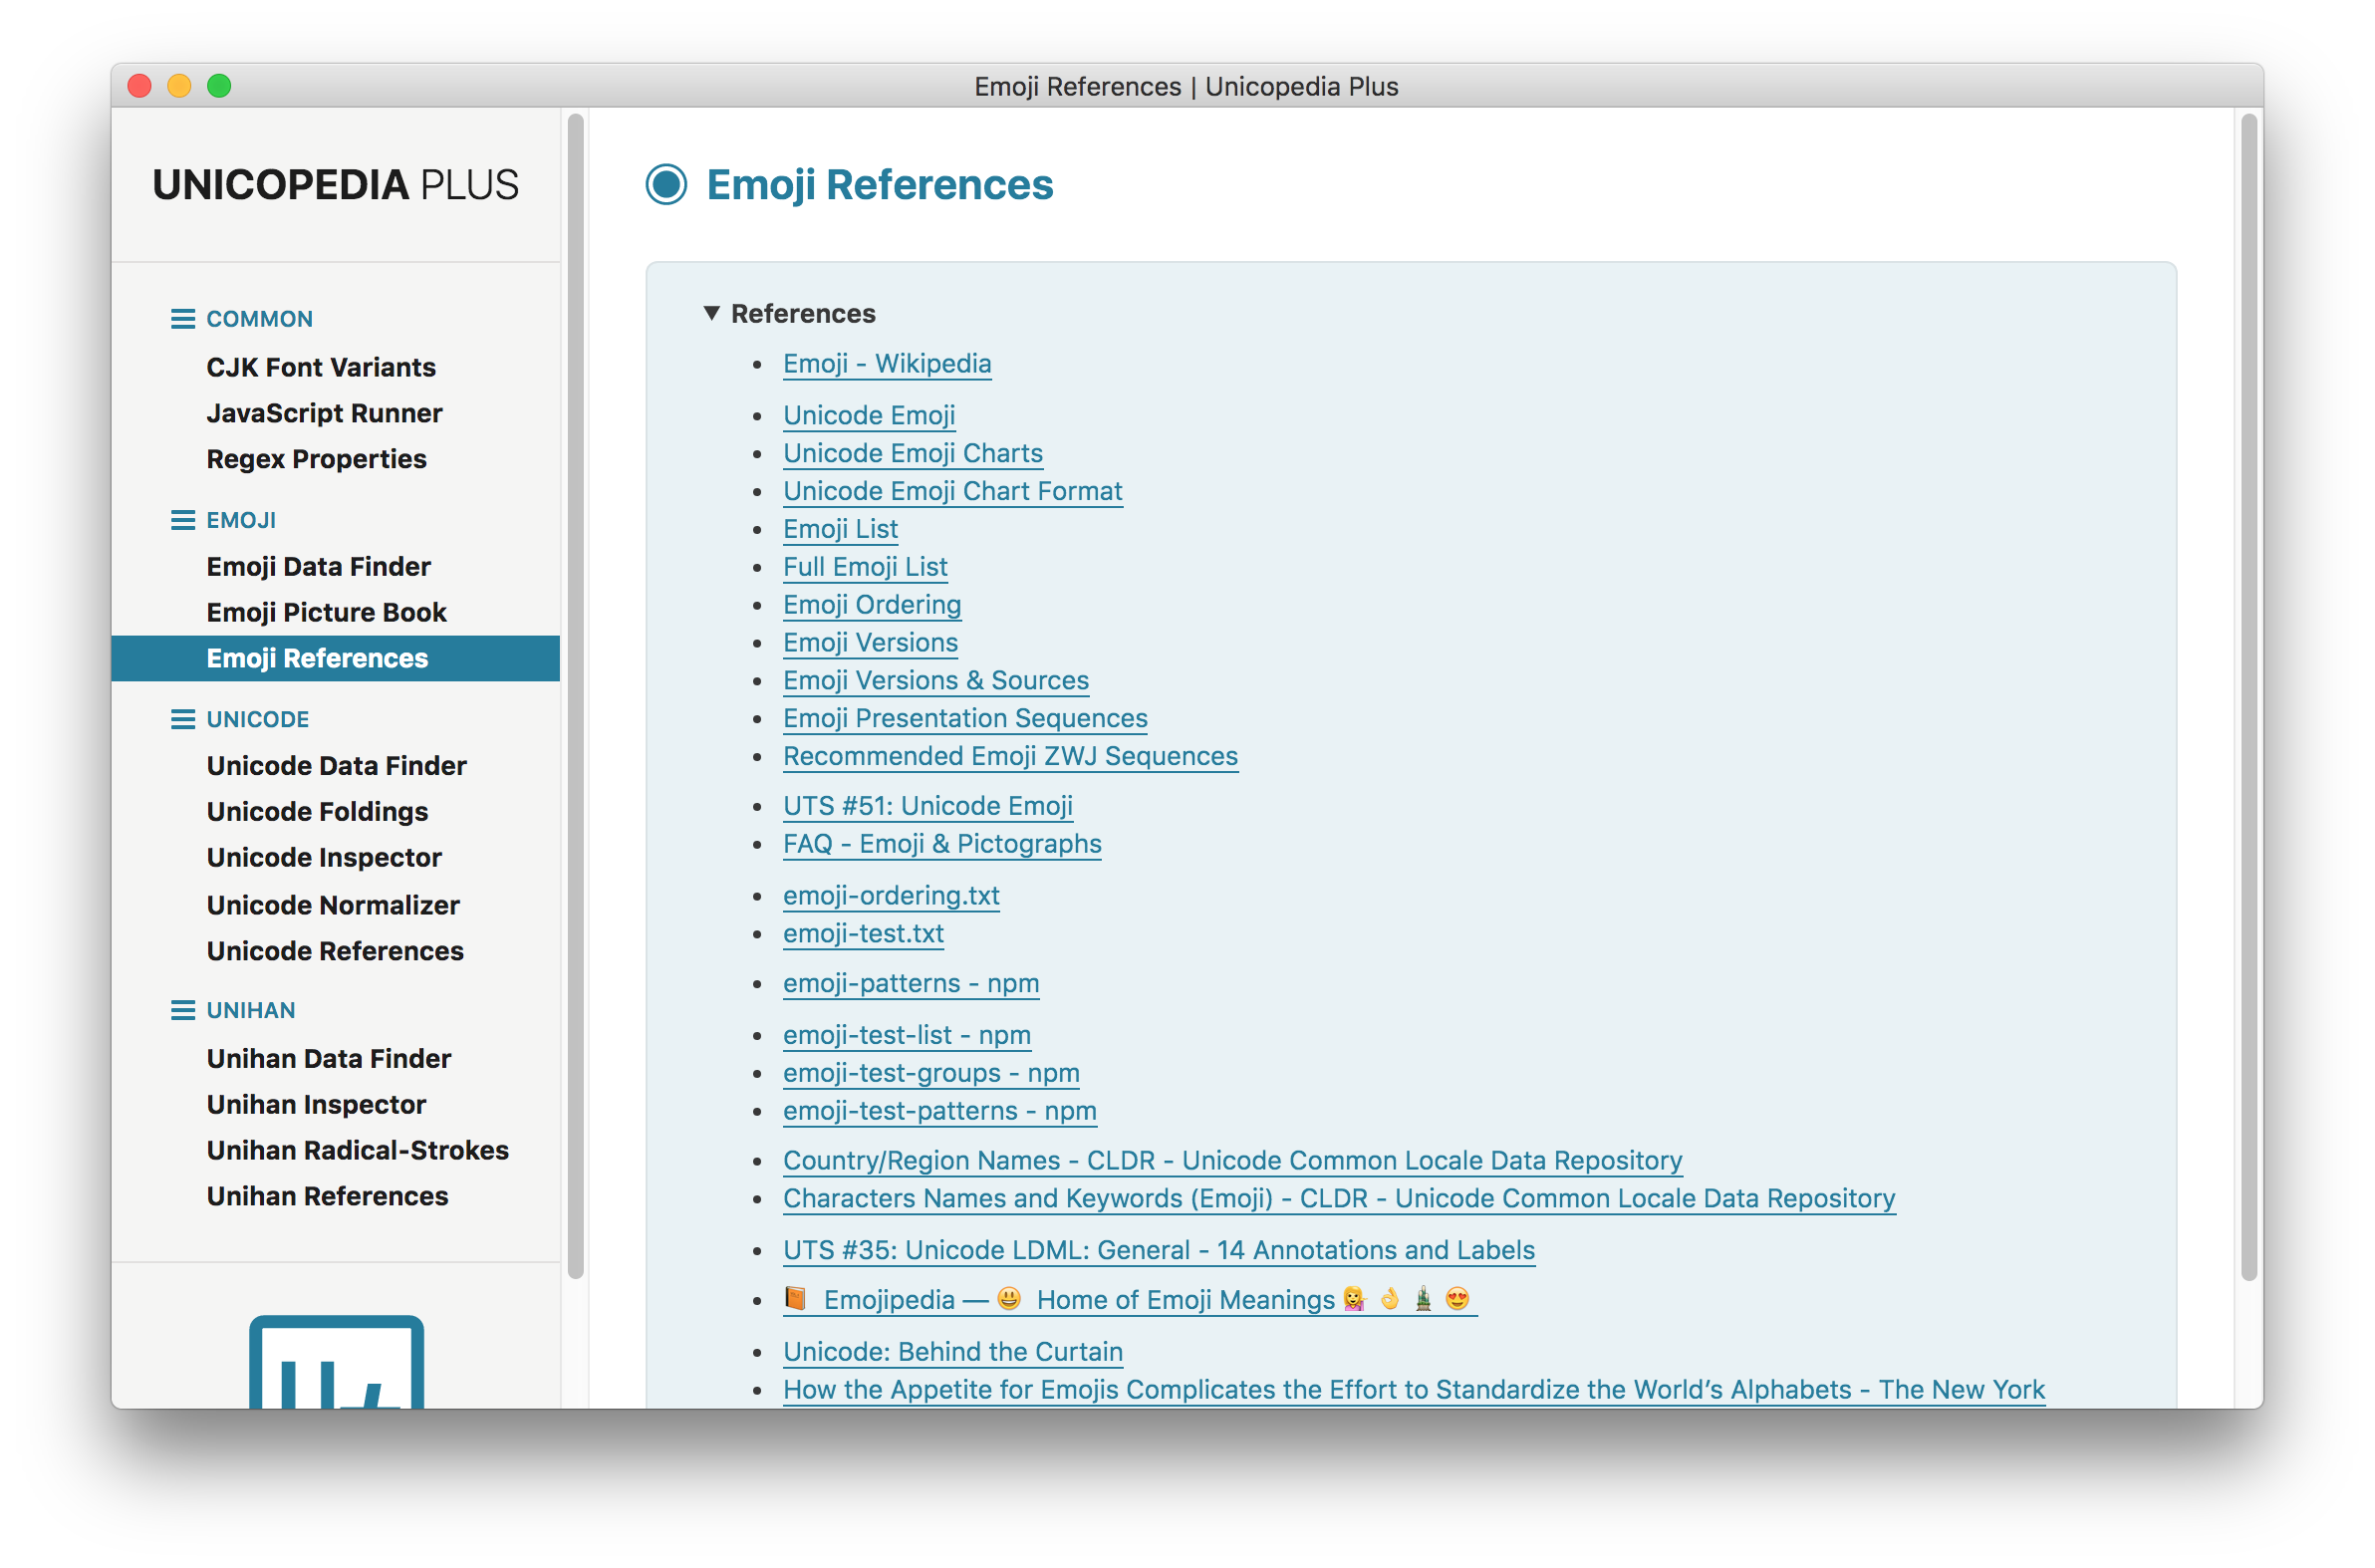 Emoji References | Unicopedia Plus
UNICOPEDIA PLUS
COMMON
CJK Font Variants
JavaScript Runner
Regex Properties
EMOJI
Emoji Data Finder
Emoji Picture Book
Emoji References
UNICODE
Unicode Data Finder
Unicode Foldings
Unicode Inspector
Unicode Normalizer
Unicode References
UNIHAN
Unihan Data Finder
Unihan Inspector
Unihan Radical-Strokes
Unihan References
Emoji References
▼ References
• Emoji - Wikipedia
• Unicode Emoji
• Unicode Emoji Charts
• Unicode Emoji Chart Format
• Emoji List
• Full Emoji List
• Emoji Ordering
• Emoji Versions
• Emoji Versions & Sources
• Emoji Presentation Sequences
• Recommended Emoji ZWJ Sequences
• UTS #51: Unicode Emoji
• FAQ - Emoji & Pictographs
• emoji-ordering.txt
• emoji-test.txt
• emoji-patterns - npm
• emoji-test-list - npm
• emoji-test-groups - npm
• emoji-test-patterns - npm
• Country/Region Names - CLDR - Unicode Common Locale Data Repository
• Characters Names and Keywords (Emoji) - CLDR - Unicode Common Locale Data Repository
• UTS #35: Unicode LDML: General - 14 Annotations and Labels
• 📙 Emojipedia — 😃 Home of Emoji Meanings 💁‍♀️ 👌 🎍 😍
• Unicode: Behind the Curtain
• How the Appetite for Emojis Complicates the Effort to Standardize the World’s Alphabets - The New York